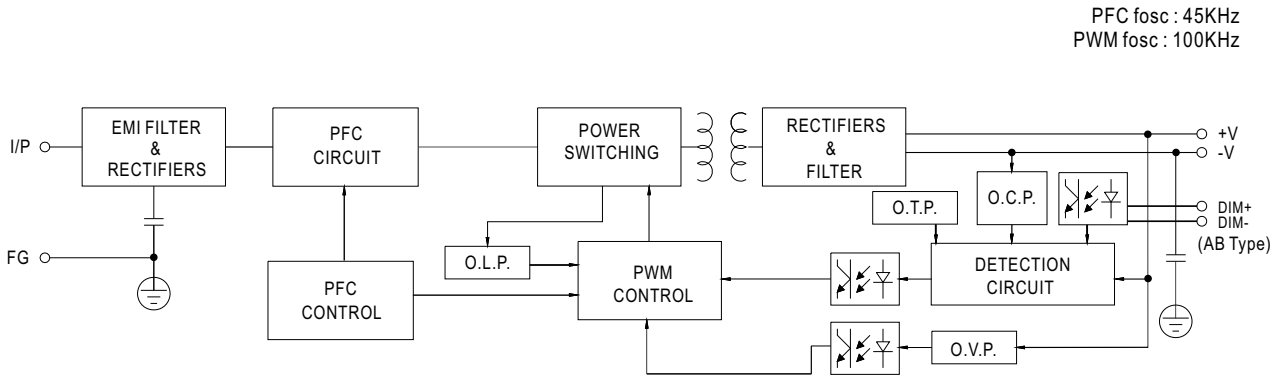 PFC fosc : 45KHz
PWM fosc : 100KHz
I/P
EMI FILTER
&
RECTIFIERS
PFC
CIRCUIT
POWER
SWITCHING
RECTIFIERS
&
FILTER
+V
-V
O.T.P.
O.C.P.
DIM+
DIM-
(AB Type)
FG
O.L.P.
PFC
CONTROL
PWM
CONTROL
DETECTION
CIRCUIT
O.V.P.